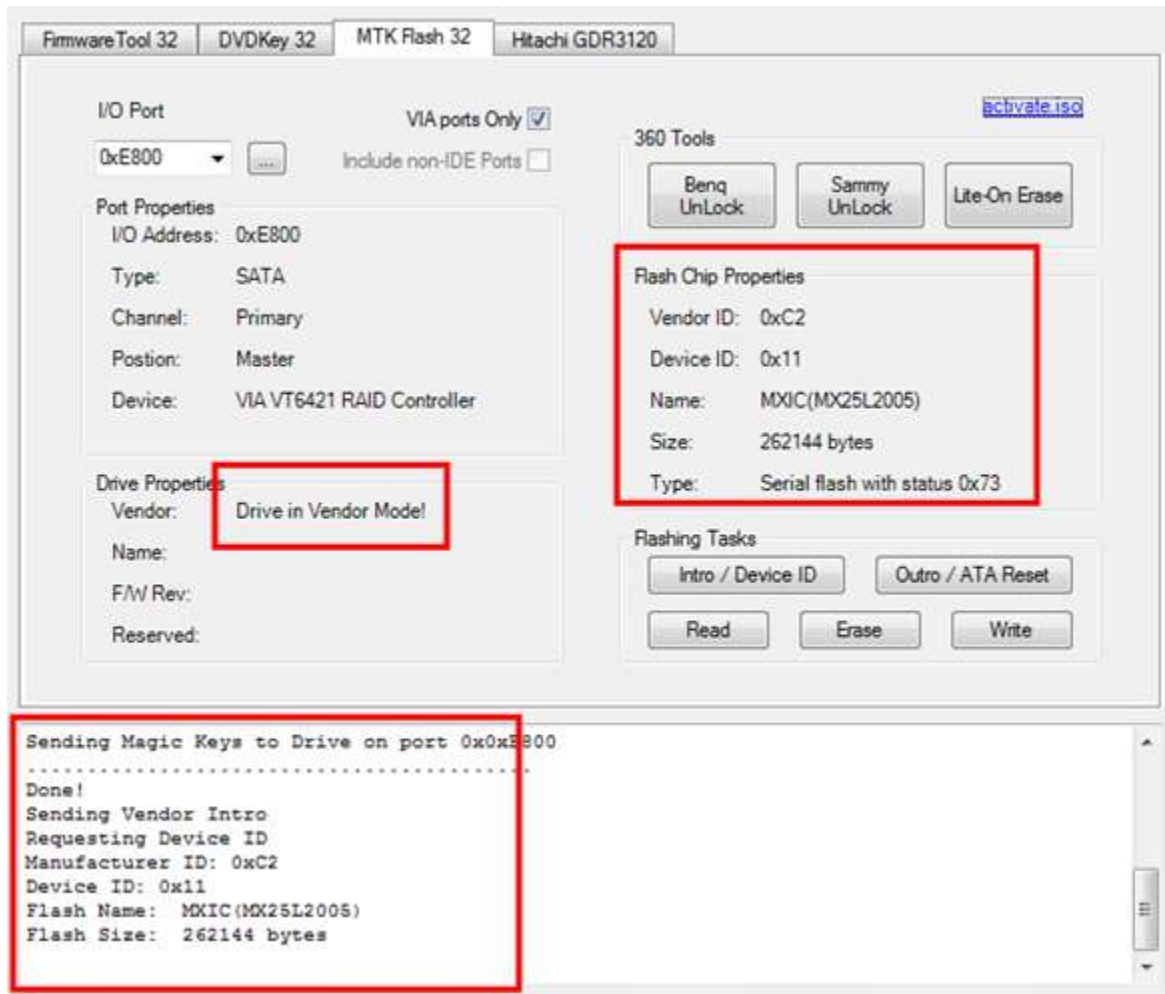 FirmwareTool 32
DVDKey 32
MTK Flash 32
Hitachi GDR3120
I/O Port
VIA ports Only
0xE800
...
Include non-IDE Ports
Port Properties
I/O Address: 0xE800
Type: SATA
Channel: Primary
Postion: Master
Device: VIA VT6421 RAID Controller
Drive Properties
Vendor: Drive in Vendor Mode!
Name:
F/W Rev:
Reserved:
activate.iso
360 Tools
Benq UnLock
Sammy UnLock
Lite-On Erase
Flash Chip Properties
Vendor ID: 0xC2
Device ID: 0x11
Name: MXIC(MX25L2005)
Size: 262144 bytes
Type: Serial flash with status 0x73
Flashing Tasks
Intro / Device ID
Outro / ATA Reset
Read
Erase
Write
Sending Magic Keys to Drive on port 0x0xE800
..........................................
Done!
Sending Vendor Intro
Requesting Device ID
Manufacturer ID: 0xC2
Device ID: 0x11
Flash Name: MXIC(MX25L2005)
Flash Size: 262144 bytes